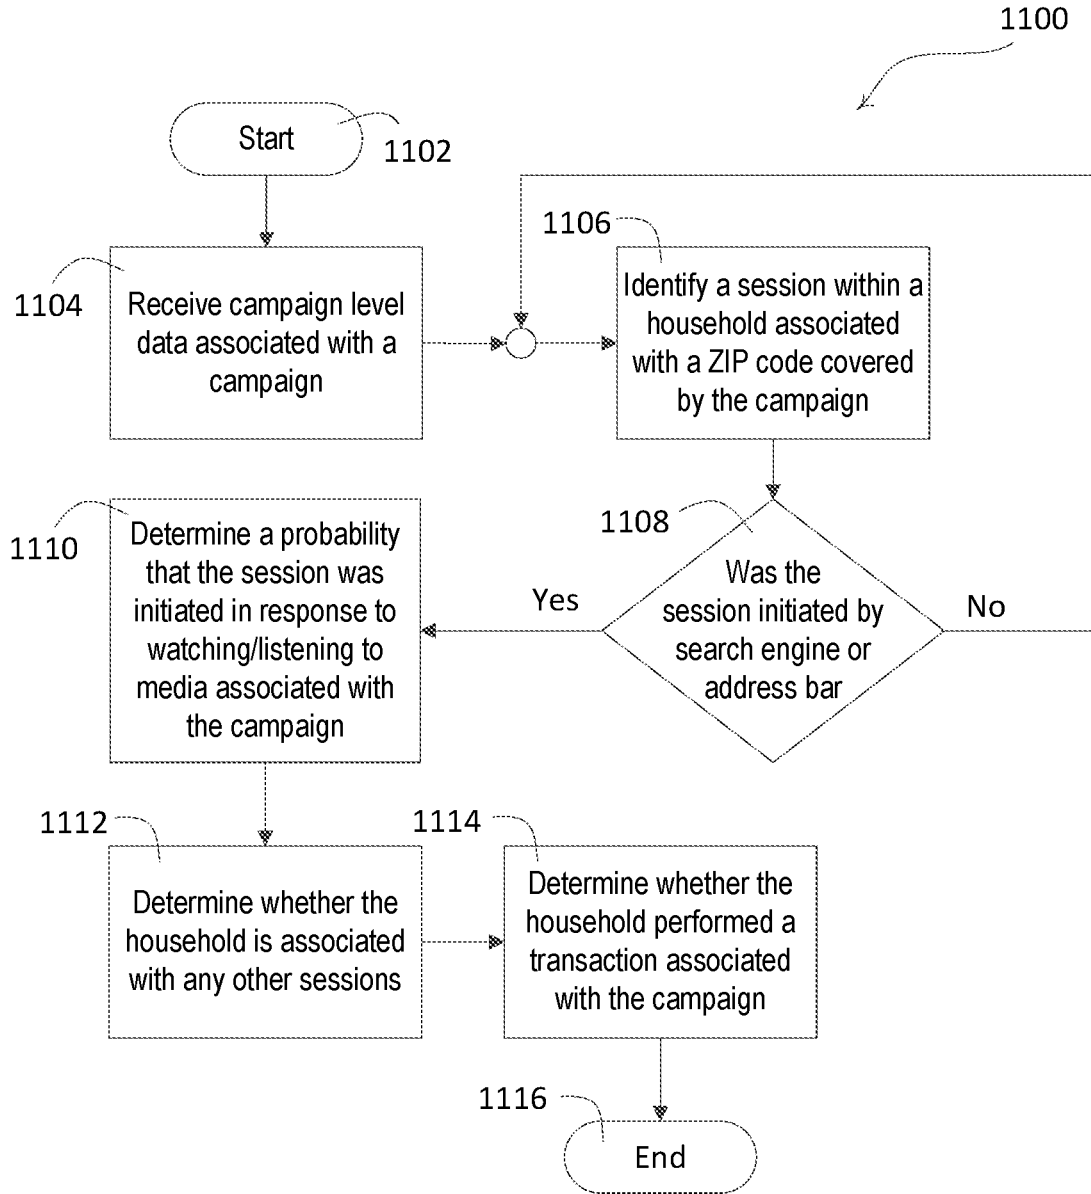 1100
Start
1102
1104
Receive campaign level
data associated with a
campaign
1106
Identify a session within a
household associated
with a ZIP code covered
by the campaign
1108
Was the
session initiated by
search engine or
address bar
Yes
No
1110
Determine a probability
that the session was
initiated in response to
watching/listening to
media associated with
the campaign
1112
Determine whether the
household is associated
with any other sessions
1114
Determine whether the
household performed a
transaction associated
with the campaign
1116
End